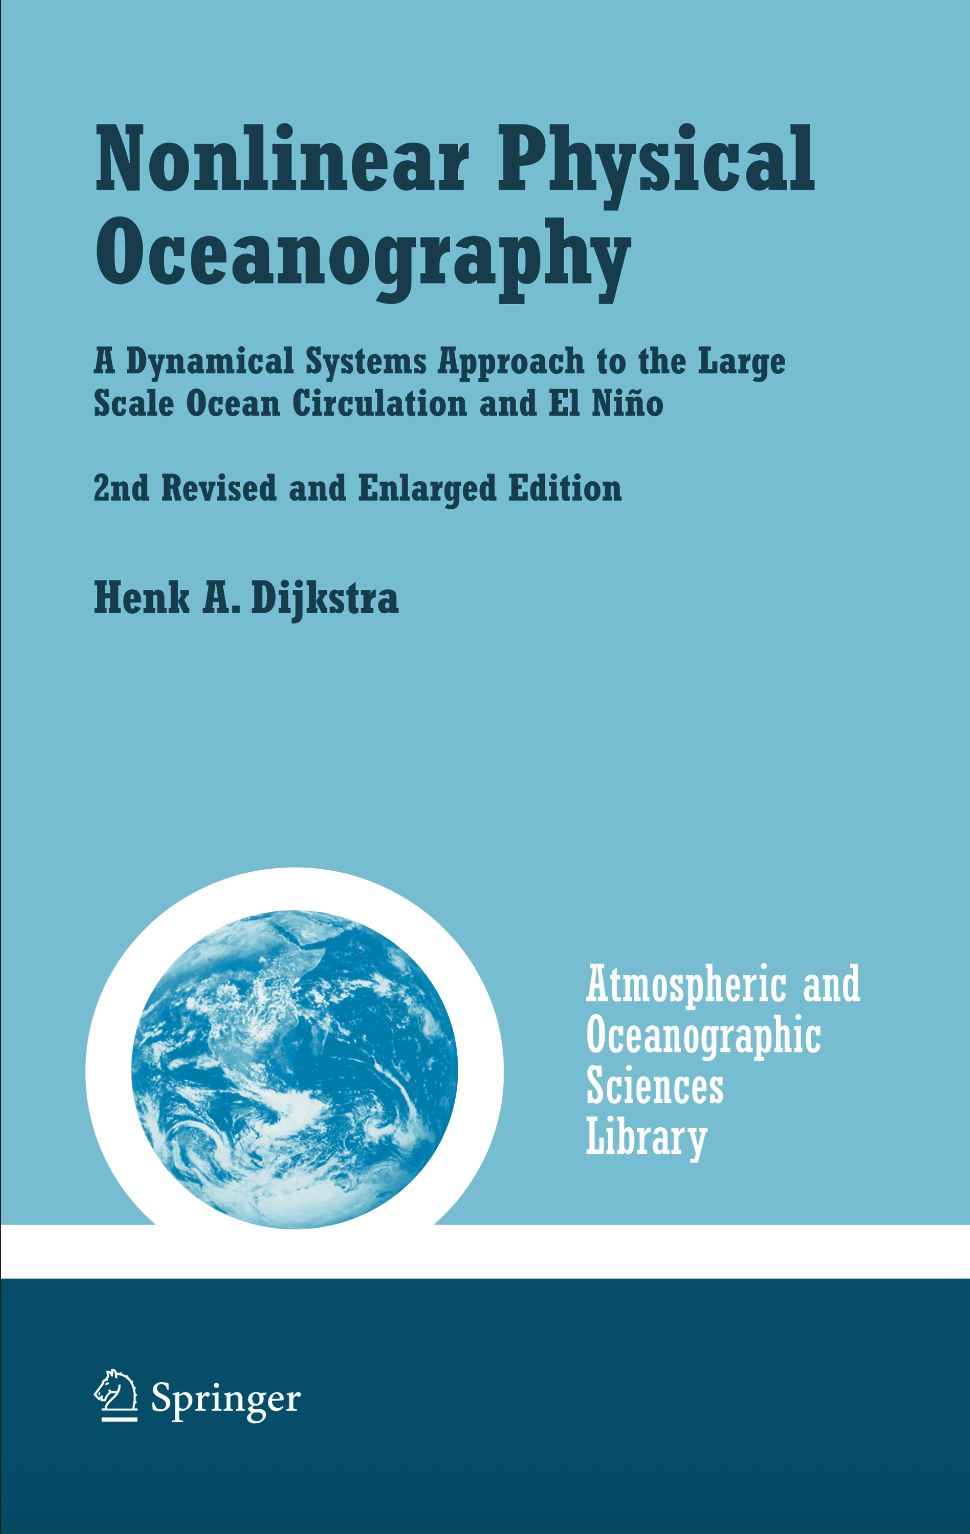 Nonlinear Physical
Oceanography
A Dynamical Systems Approach to the Large
Scale Ocean Circulation and El Niño
2nd Revised and Enlarged Edition
Henk A. Dijkstra
Atmospheric and
Oceanographic
Sciences
Library
Springer